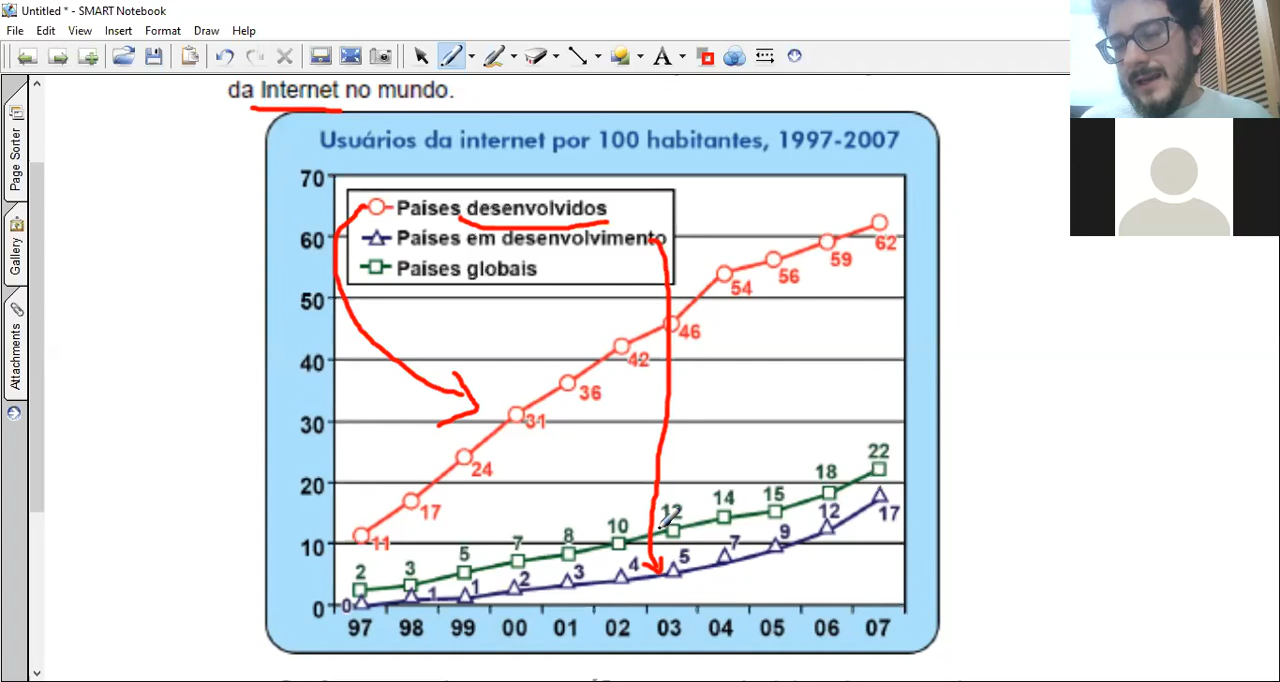 Untitled * - SMART Notebook
File Edit View Insert Format Draw Help
Page Sorter
Gallery
Attachments
da Internet no mundo.
Usuários da internet por 100 habitantes, 1997-2007
70
60
50
40
30
20
10
0
Países desenvolvidos
Países em desenvolvimento
Países globais
11 17 24 31 36 42 46 54 56 59 62
2 3 5 7 8 10 12 14 15 18 22
0 1 1 2 3 4 5 7 9 12 17
97 98 99 00 01 02 03 04 05 06 07